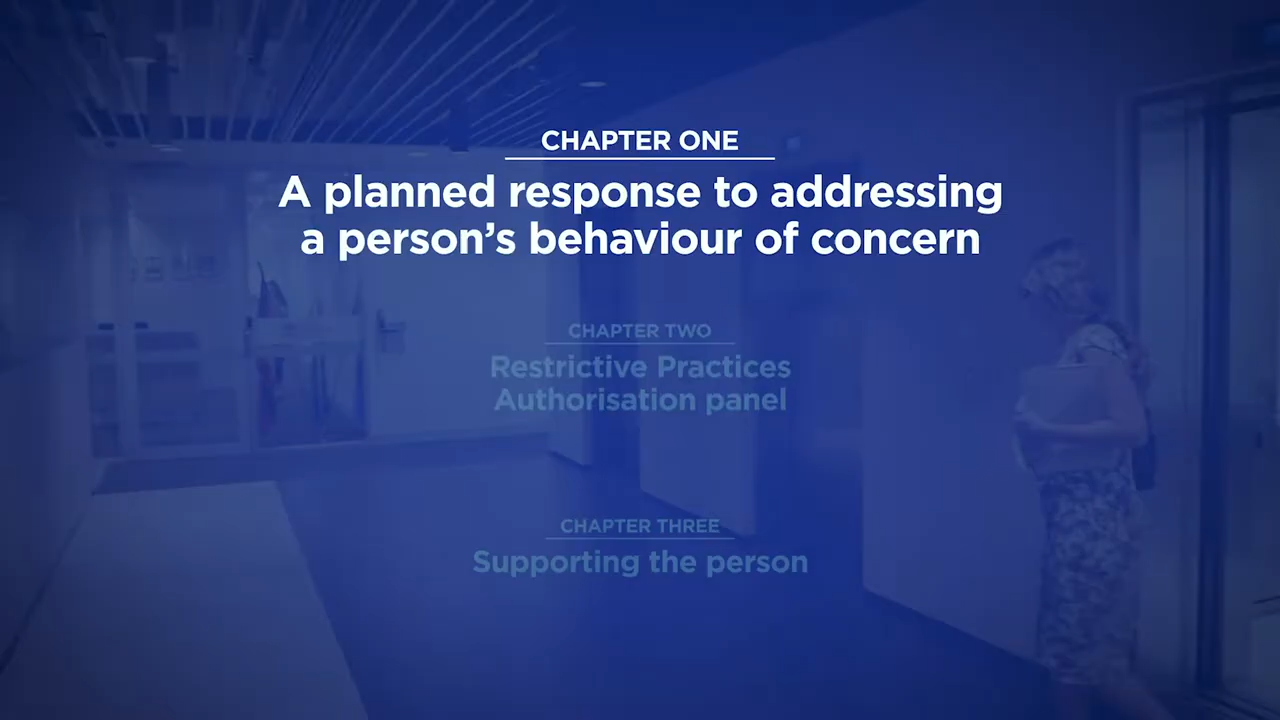 CHAPTER ONE
A planned response to addressing
a person’s behaviour of concern
CHAPTER TWO
Restrictive Practices
Authorisation panel
CHAPTER THREE
Supporting the person